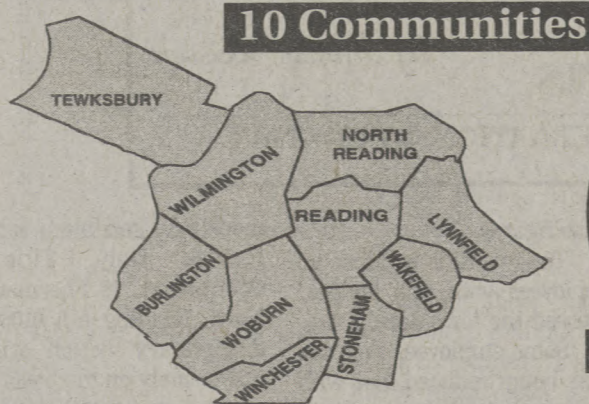 10 Communities
TEWKSBURY
WILMINGTON
NORTH
READING
READING
LYNNFIELD
BURLINGTON
WOBURN
WAKEFIELD
STONEHAM
WINCHESTER